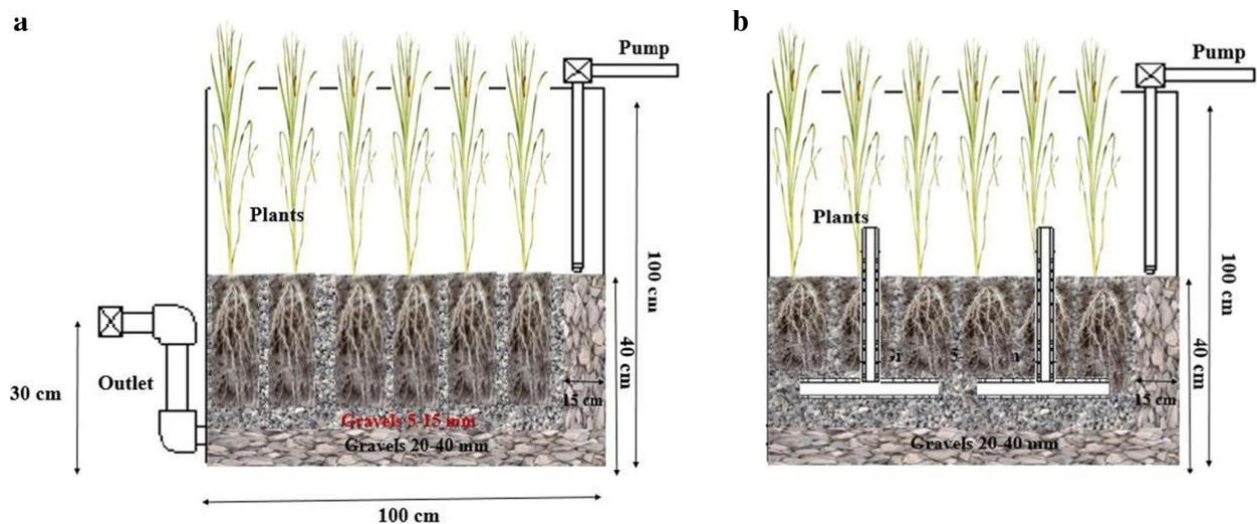 a
Pump
Plants
100 cm
40 cm
Outlet
30 cm
15 cm
Gravels 5-15 mm
Gravels 20-40 mm
100 cm
b
Pump
Plants
100 cm
40 cm
15 cm
Gravels 20-40 mm